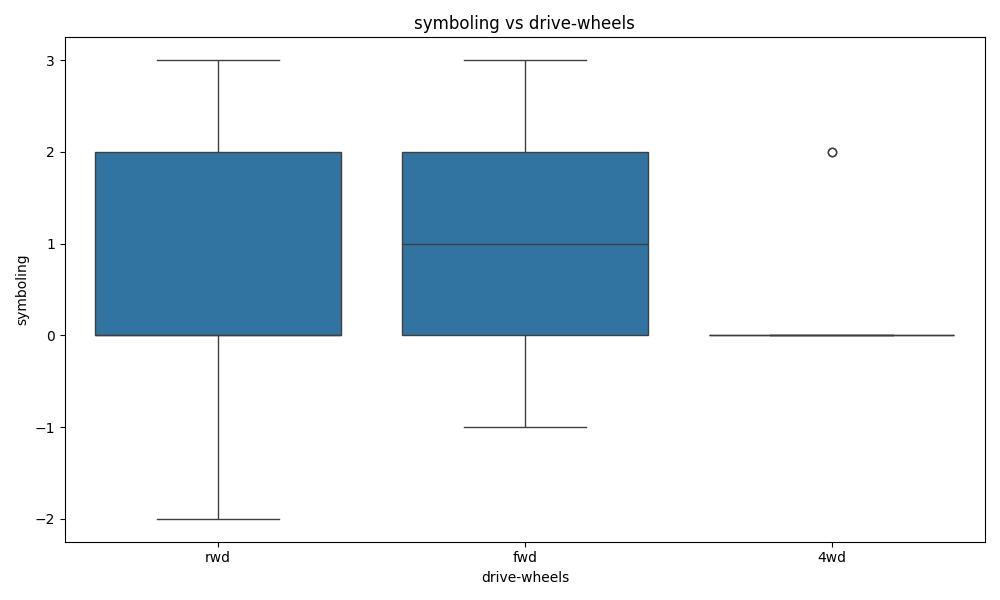 symboling vs drive-wheels
3
2
1
0
−1
−2
symboling
rwd
fwd
4wd
drive-wheels